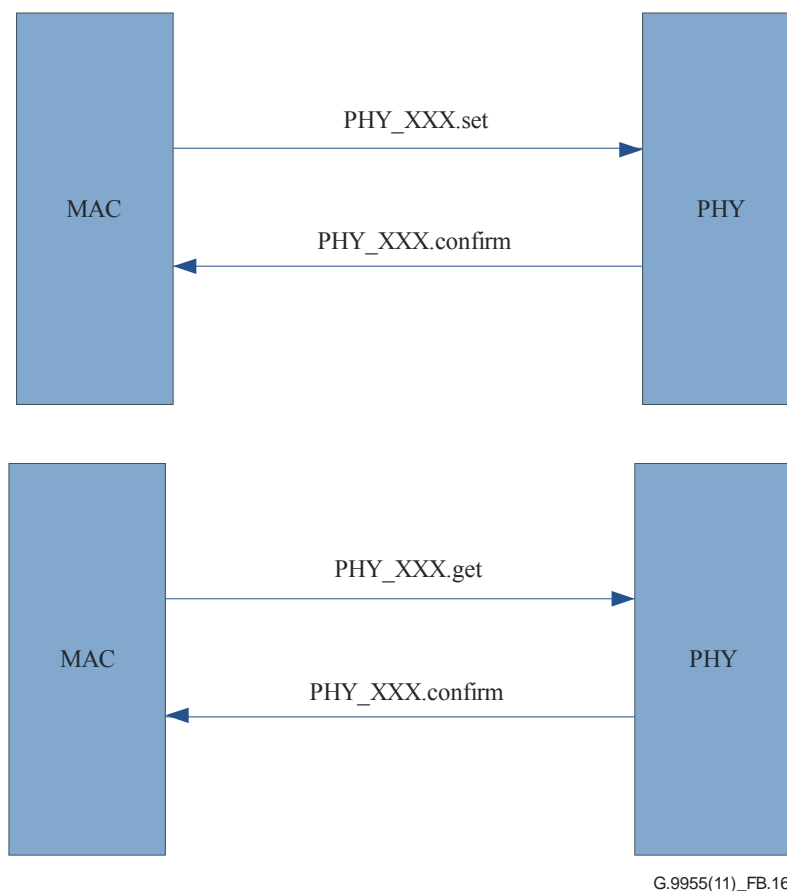 PHY_XXX.set
MAC
PHY
PHY_XXX.confirm
PHY_XXX.get
MAC
PHY
PHY_XXX.confirm
G.9955(11)_FB.16